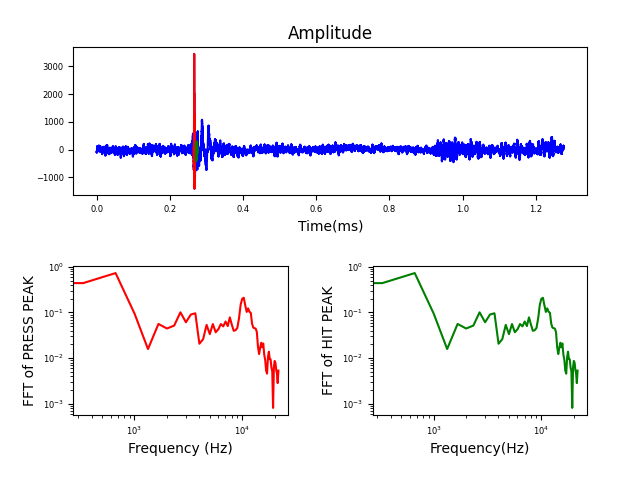 Amplitude
3000
2000
1000
0
−1000
0.0 0.2 0.4 0.6 0.8 1.0 1.2
Time(ms)
FFT of PRESS PEAK
10⁰
10⁻¹
10⁻²
10⁻³
10³ 10⁴
Frequency (Hz)
FFT of HIT PEAK
10⁰
10⁻¹
10⁻²
10⁻³
10³ 10⁴
Frequency(Hz)